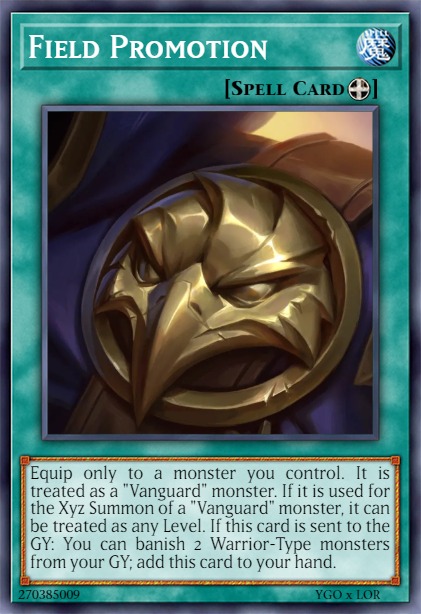 FIELD PROMOTION
魔
[SPELL CARD]
Equip only to a monster you control. It is
treated as a "Vanguard" monster. If it is used for
the Xyz Summon of a "Vanguard" monster, it can
be treated as any Level. If this card is sent to the
GY: You can banish 2 Warrior-Type monsters
from your GY; add this card to your hand.
270385009 YGO x LOR